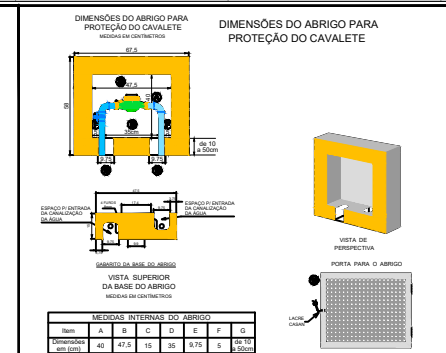 DIMENSÕES DO ABRIGO PARA
PROTEÇÃO DO CAVALETE
MEDIDAS EM CENTÍMETROS
DIMENSÕES DO ABRIGO PARA
PROTEÇÃO DO CAVALETE
67,5
47,5
58
40
35cm
de 10
a 50cm
9,75
9,75
ESPAÇO P/ ENTRADA
DA CANALIZAÇÃO
DA ÁGUA
ESPAÇO P/ ENTRADA
DA CANALIZAÇÃO
DA ÁGUA
GABARITO DA BASE DO ABRIGO
VISTA SUPERIOR
DA BASE DO ABRIGO
MEDIDAS EM CENTIMETROS
VISTA DE
PERSPECTIVA
PORTA PARA O ABRIGO
LACRE
CASAN
MEDIDAS INTERNAS DO ABRIGO
Item A B C D E F G
Dimensões
em (cm) 40 47,5 15 35 9,75 5 de 10
a 50cm